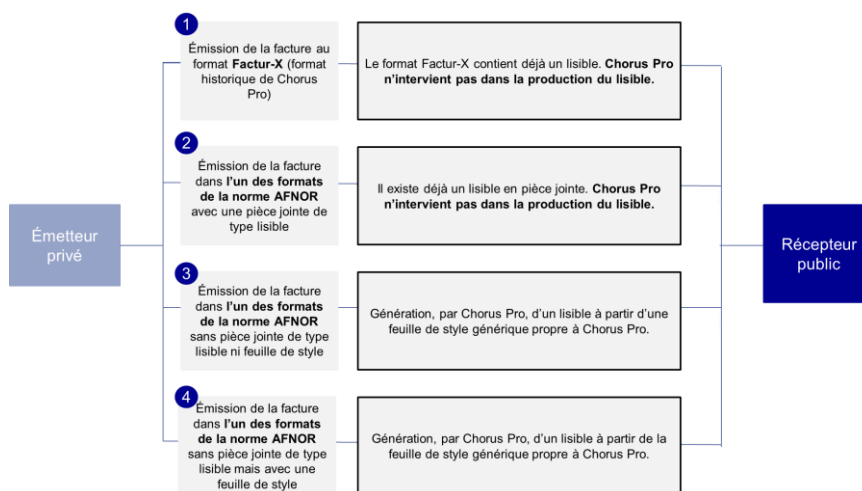 1
Émission de la facture au
format Factur-X (format
historique de Chorus
Pro)
Le format Factur-X contient déjà un lisible. Chorus Pro
n'intervient pas dans la production du lisible.
2
Émission de la facture
dans l'un des formats
de la norme AFNOR
avec une pièce jointe de
type lisible
Il existe déjà un lisible en pièce jointe. Chorus Pro
n'intervient pas dans la production du lisible.
Émetteur
privé
Récepteur
public
3
Émission de la facture
dans l'un des formats
de la norme AFNOR
sans pièce jointe de type
lisible ni feuille de style
Génération, par Chorus Pro, d'un lisible à partir d'une
feuille de style générique propre à Chorus Pro.
4
Émission de la facture
dans l'un des formats
de la norme AFNOR
sans pièce jointe de type
lisible mais avec une
feuille de style
Génération, par Chorus Pro, d'un lisible à partir de la
feuille de style générique propre à Chorus Pro.